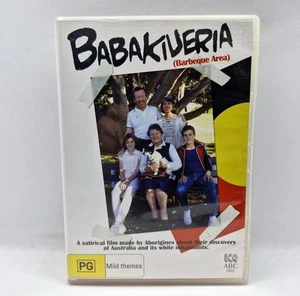 BABAKIUERIA
(Barbeque Area)
A satirical film made by Aborigines about their discovery
of Australia and its white inhabitants.
PG Mild themes
ABC
DVD